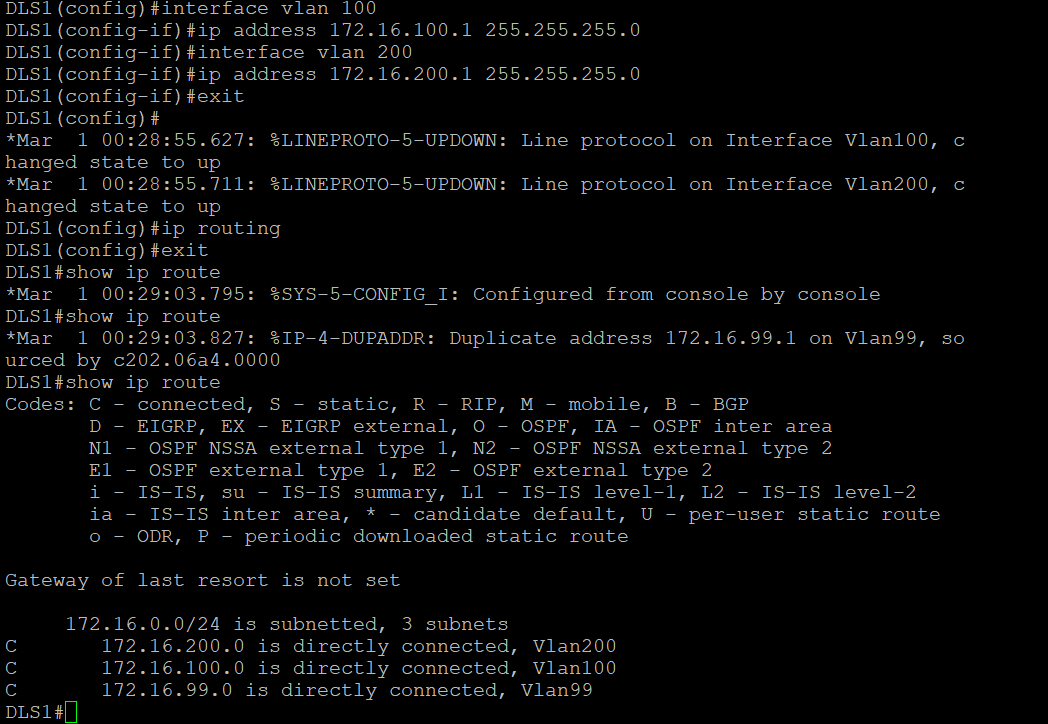 DLS1(config)#interface vlan 100
DLS1(config-if)#ip address 172.16.100.1 255.255.255.0
DLS1(config-if)#interface vlan 200
DLS1(config-if)#ip address 172.16.200.1 255.255.255.0
DLS1(config-if)#exit
DLS1(config)#
*Mar  1 00:28:55.627: %LINEPROTO-5-UPDOWN: Line protocol on Interface Vlan100, c
hanged state to up
*Mar  1 00:28:55.711: %LINEPROTO-5-UPDOWN: Line protocol on Interface Vlan200, c
hanged state to up
DLS1(config)#ip routing
DLS1(config)#exit
DLS1#show ip route
*Mar  1 00:29:03.795: %SYS-5-CONFIG_I: Configured from console by console
DLS1#show ip route
*Mar  1 00:29:03.827: %IP-4-DUPADDR: Duplicate address 172.16.99.1 on Vlan99, so
urced by c202.06a4.0000
DLS1#show ip route
Codes: C - connected, S - static, R - RIP, M - mobile, B - BGP
       D - EIGRP, EX - EIGRP external, O - OSPF, IA - OSPF inter area
       N1 - OSPF NSSA external type 1, N2 - OSPF NSSA external type 2
       E1 - OSPF external type 1, E2 - OSPF external type 2
       i - IS-IS, su - IS-IS summary, L1 - IS-IS level-1, L2 - IS-IS level-2
       ia - IS-IS inter area, * - candidate default, U - per-user static route
       o - ODR, P - periodic downloaded static route
Gateway of last resort is not set
     172.16.0.0/24 is subnetted, 3 subnets
C       172.16.200.0 is directly connected, Vlan200
C       172.16.100.0 is directly connected, Vlan100
C       172.16.99.0 is directly connected, Vlan99
DLS1#